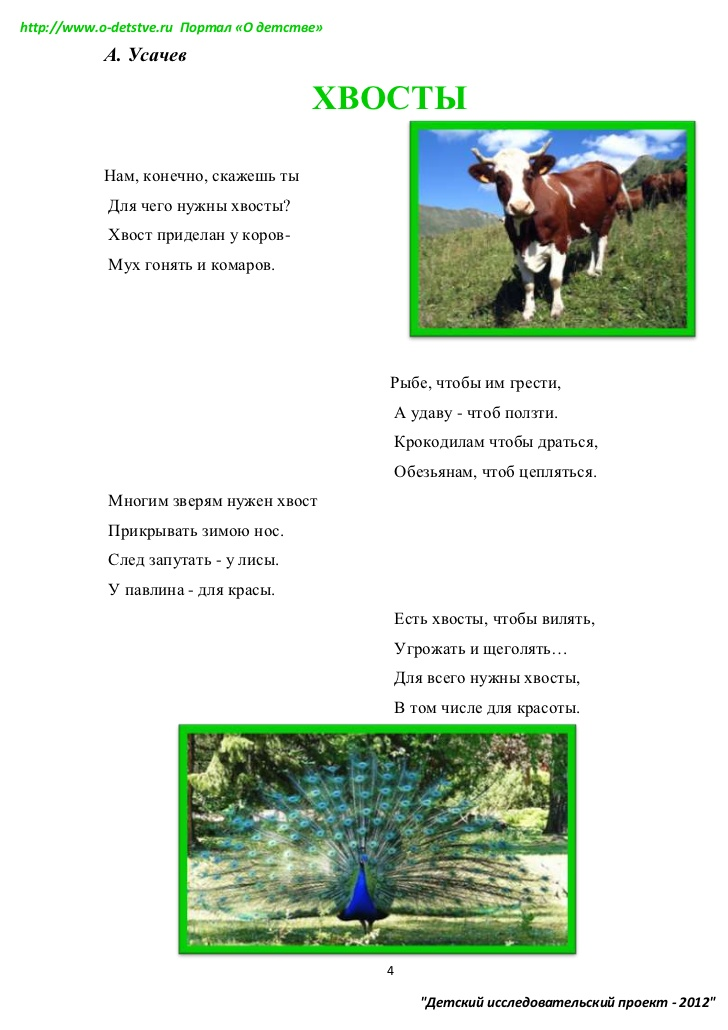 http://www.o-detstve.ru Портал «О детстве»
А. Усачев
ХВОСТЫ
Нам, конечно, скажешь ты
Для чего нужны хвосты?
Хвост приделан у коров-
Мух гонять и комаров.
Рыбе, чтобы им грести,
А удаву - чтоб ползти.
Крокодилам чтобы драться,
Обезьянам, чтоб цепляться.
Многим зверям нужен хвост
Прикрывать зимою нос.
След запутать - у лисы.
У павлина - для красы.
Есть хвосты, чтобы вилять,
Угрожать и щеголять…
Для всего нужны хвосты,
В том числе для красоты.
4
"Детский исследовательский проект - 2012"